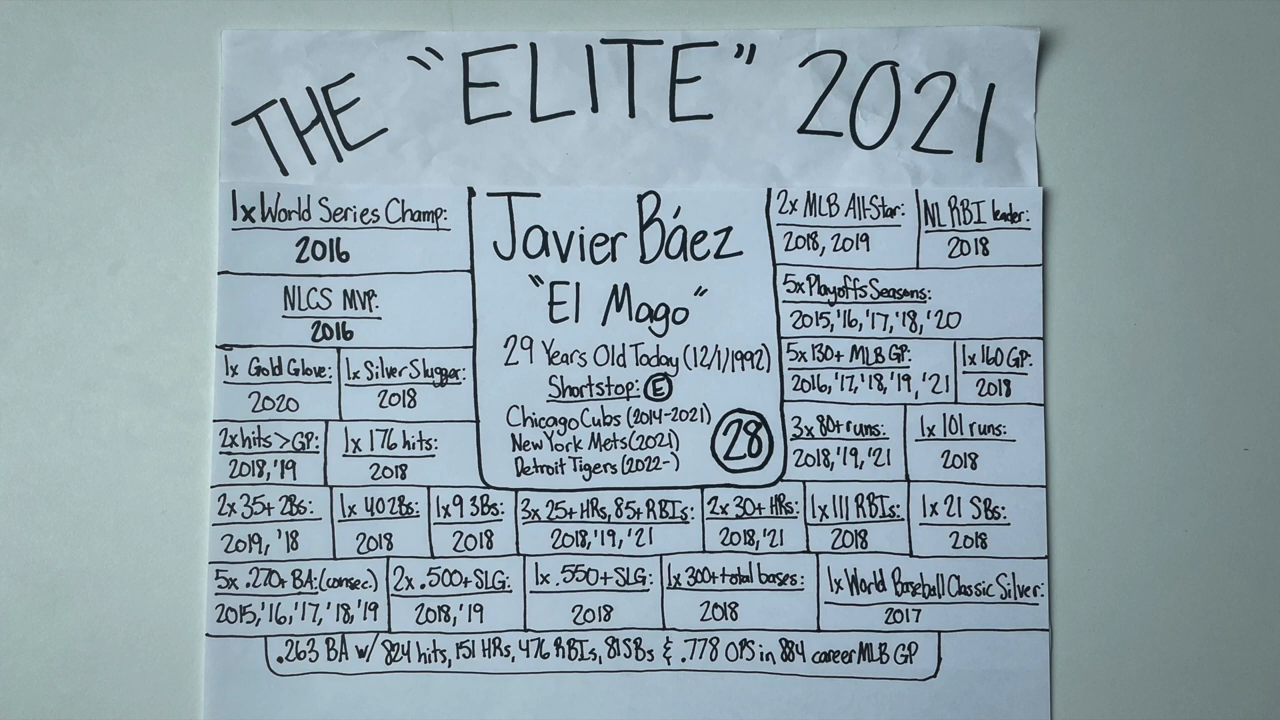 THE "ELITE" 2021
1x World Series Champ:
2016
NLCS MVP:
2016
1x Gold Glove:
2020
1x Silver Slugger:
2018
2x hits > GP:
2018, '19
1x 176 hits:
2018
Javier Báez
"El Mago"
29 Years Old Today (12/1/1992)
Shortstop: E
Chicago Cubs (2014-2021)
New York Mets (2021)
Detroit Tigers (2022-)
28
2x MLB All-Star:
2018, 2019
NL RBI leader:
2018
5x Playoffs Seasons:
2015, '16, '17, '18, '20
5x 130+ MLB GP:
2016, '17, '18, '19, '21
1x 160 GP:
2018
3x 80+ runs:
2018, '19, '21
1x 101 runs:
2018
2x 35+ 2Bs:
2019, '18
1x 40 2Bs:
2018
1x 9 3Bs:
2018
3x 25+ HRs, 85+ RBIs:
2018, '19, '21
2x 30+ HRs:
2018, '21
1x 111 RBIs:
2018
1x 21 SBs:
2018
5x .270+ BA: (consec.)
2015, '16, '17, '18, '19
2x .500+ SLG:
2018, '19
1x .550+ SLG:
2018
1x 300+ total bases:
2018
1x World Baseball Classic Silver:
2017
.263 BA w/ 824 hits, 151 HRs, 476 RBIs, 81 SBs & .778 OPS in 884 career MLB GP